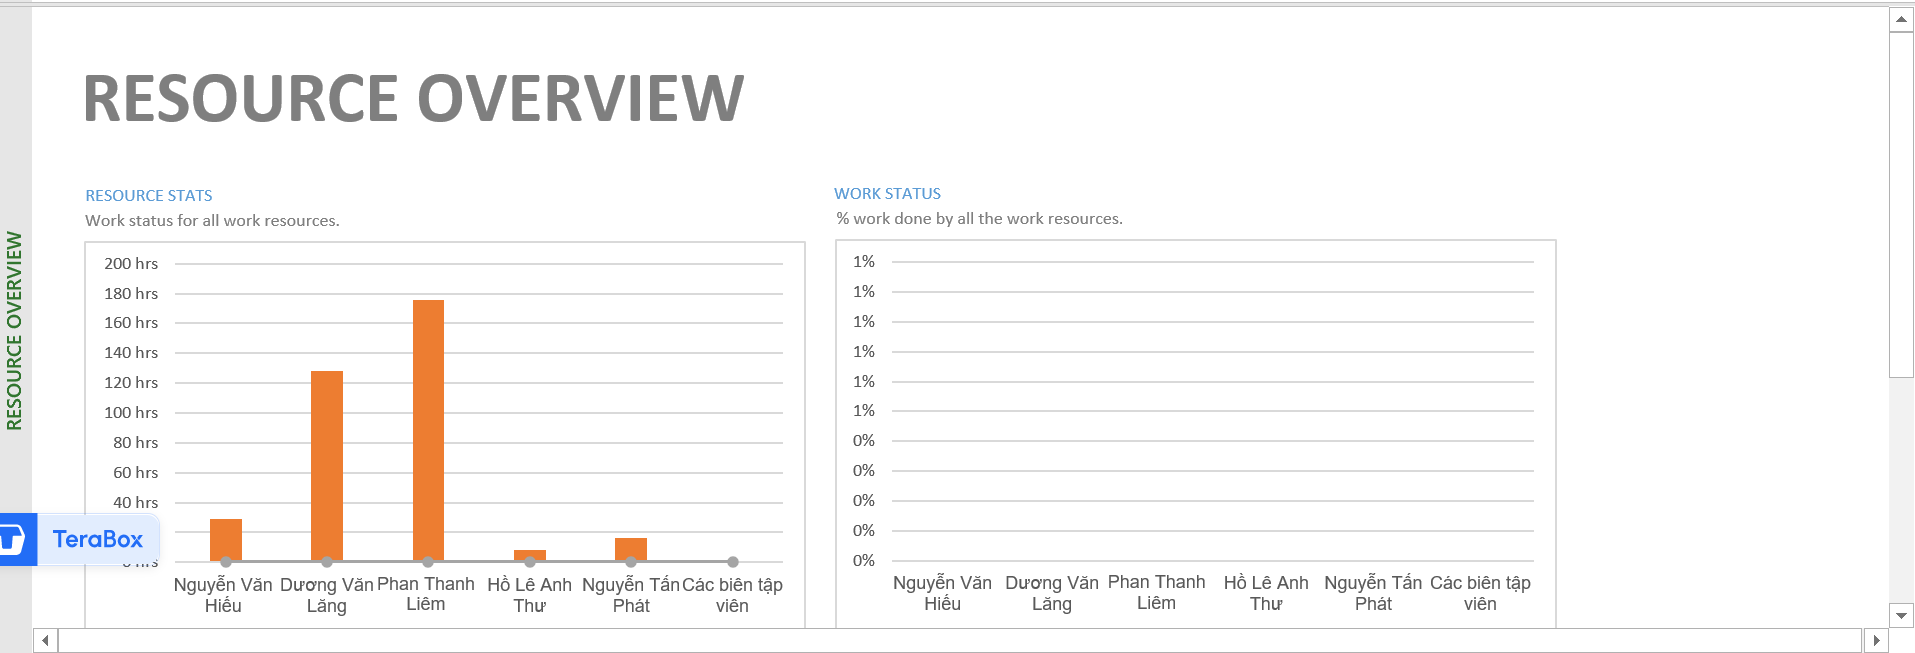 RESOURCE OVERVIEW
RESOURCE OVERVIEW
RESOURCE STATS
Work status for all work resources.
200 hrs
180 hrs
160 hrs
140 hrs
120 hrs
100 hrs
80 hrs
60 hrs
40 hrs
TeraBox
Nguyễn Văn
Hiếu
Dương Văn
Lăng
Phan Thanh
Liêm
Hồ Lê Anh
Thư
Nguyễn Tấn
Phát
Các biên tập
viên
WORK STATUS
% work done by all the work resources.
1%
1%
1%
1%
1%
1%
0%
0%
0%
0%
0%
Nguyễn Văn
Hiếu
Dương Văn
Lăng
Phan Thanh
Liêm
Hồ Lê Anh
Thư
Nguyễn Tấn
Phát
Các biên tập
viên